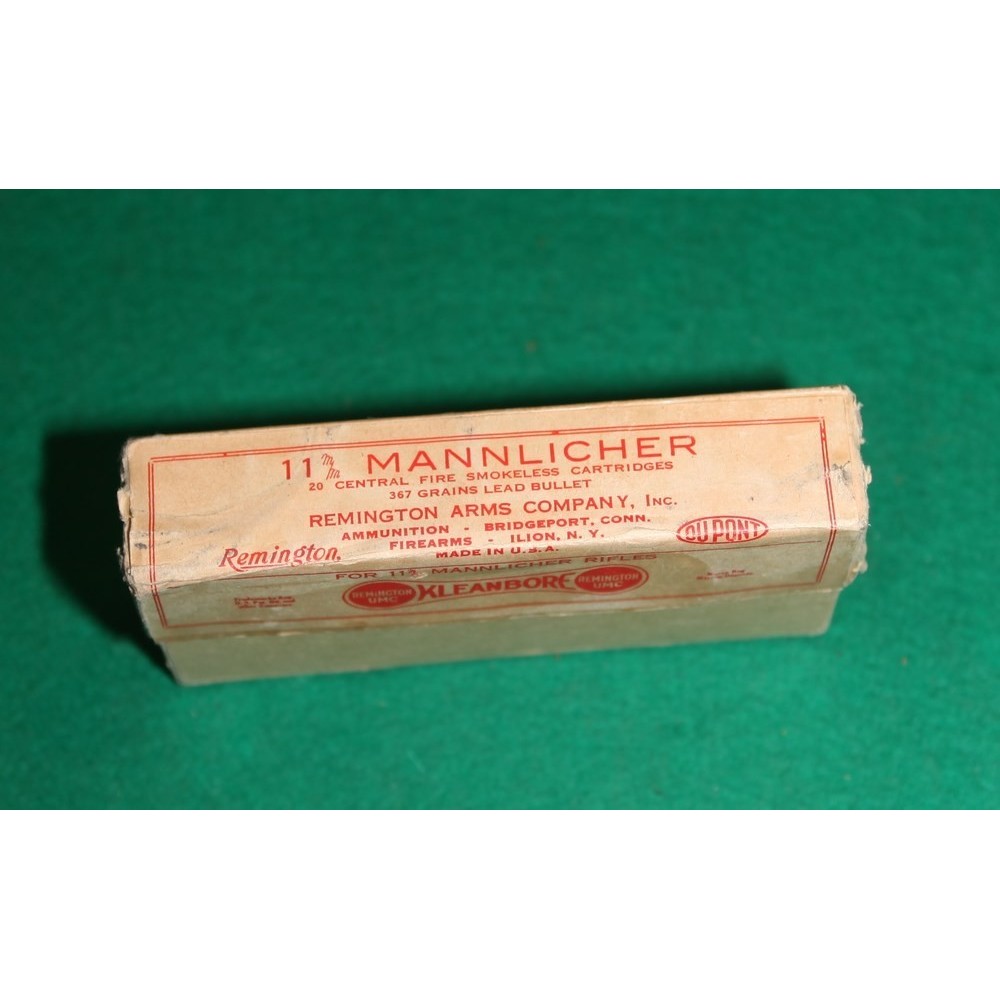 11 m/m MANNLICHER
20 CENTRAL FIRE SMOKELESS CARTRIDGES
367 GRAINS LEAD BULLET
REMINGTON ARMS COMPANY, INC.
AMMUNITION - BRIDGEPORT, CONN.
FIREARMS - ILION, N. Y.
MADE IN U.S.A.
Remington,
DU PONT
FOR 11 MANNLICHER RIFLES
REMINGTON UMC
KLEANBORE
REMINGTON UMC